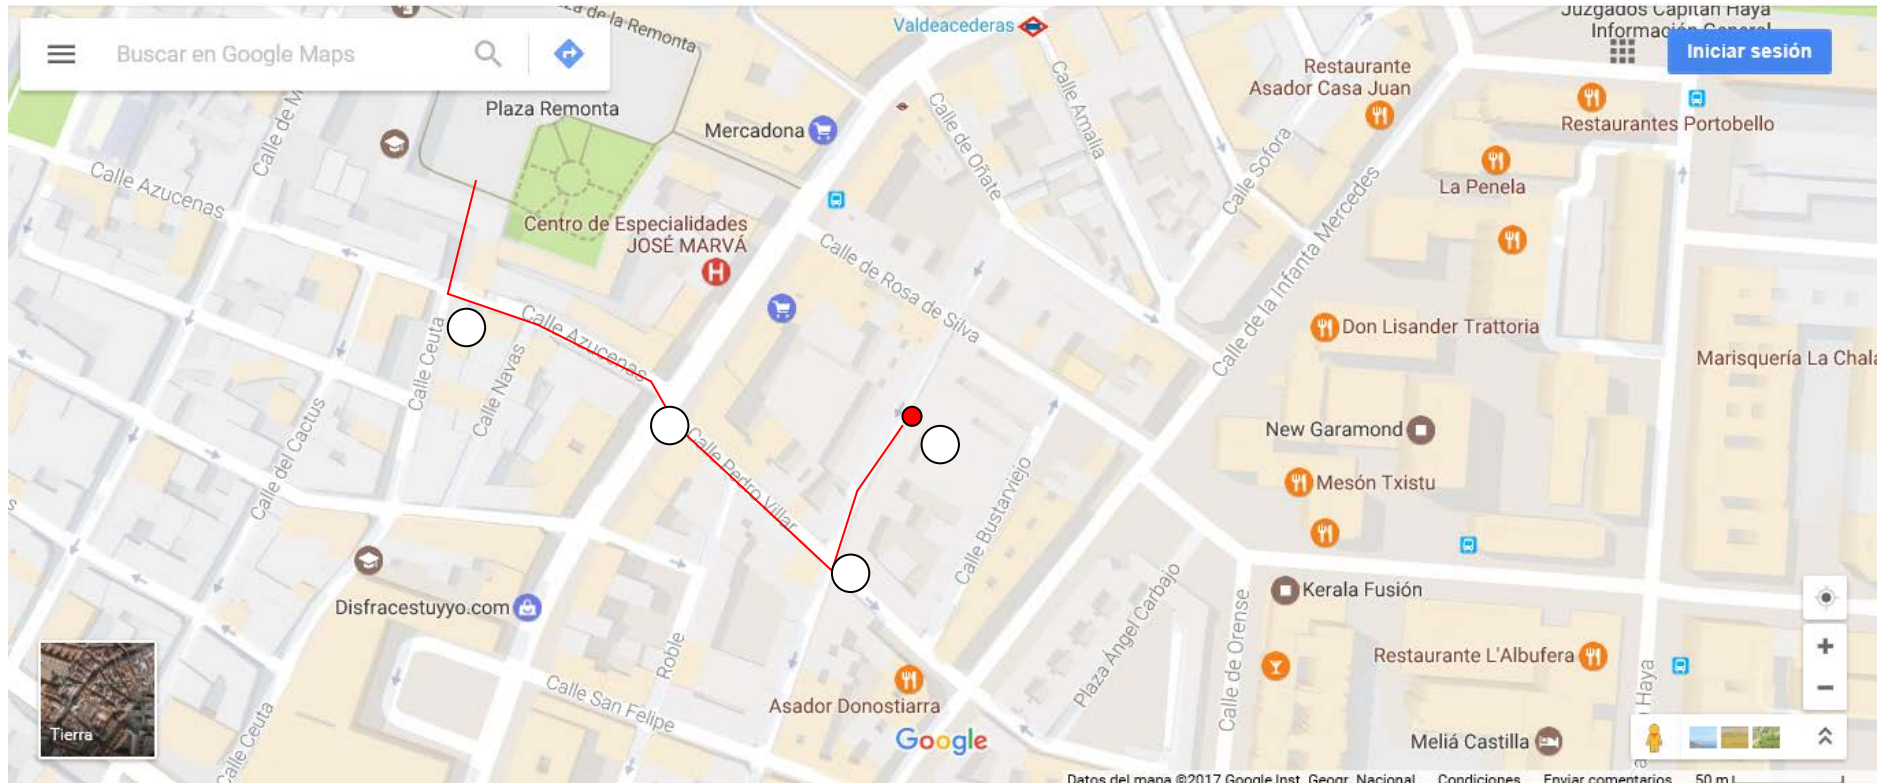 za de la Remonta
Valdeacederas
Juzgados Capitán Haya
Información General
Iniciar sesión
Buscar en Google Maps
Restaurante
Asador Casa Juan
Plaza Remonta
Mercadona
Calle de M
Calle de Oñate
Calle Amalia
Calle Sofora
Restaurantes Portobello
La Penela
Calle Azucenas
Centro de Especialidades
JOSÉ MARVÁ
Calle de Rosa de Silva
Calle de la Infanta Mercedes
Don Lisander Trattoria
Marisquería La Chala
Calle Azucenas
Calle Ceuta
Calle Navas
Calle del Cactus
Calle Pedro Villar
New Garamond
Mesón Txistu
Calle Bustarviejo
Disfracestuyyo.com
Kerala Fusión
Plaza Ángel Carbajo
Calle de Orense
Roble
Restaurante L'Albufera
Haya
Calle San Felipe
Asador Donostiarra
Calle Ceuta
Tierra
Google
Meliá Castilla
Datos del mapa ©2017 Google Inst. Geogr. Nacional Condiciones Enviar comentarios 50 m